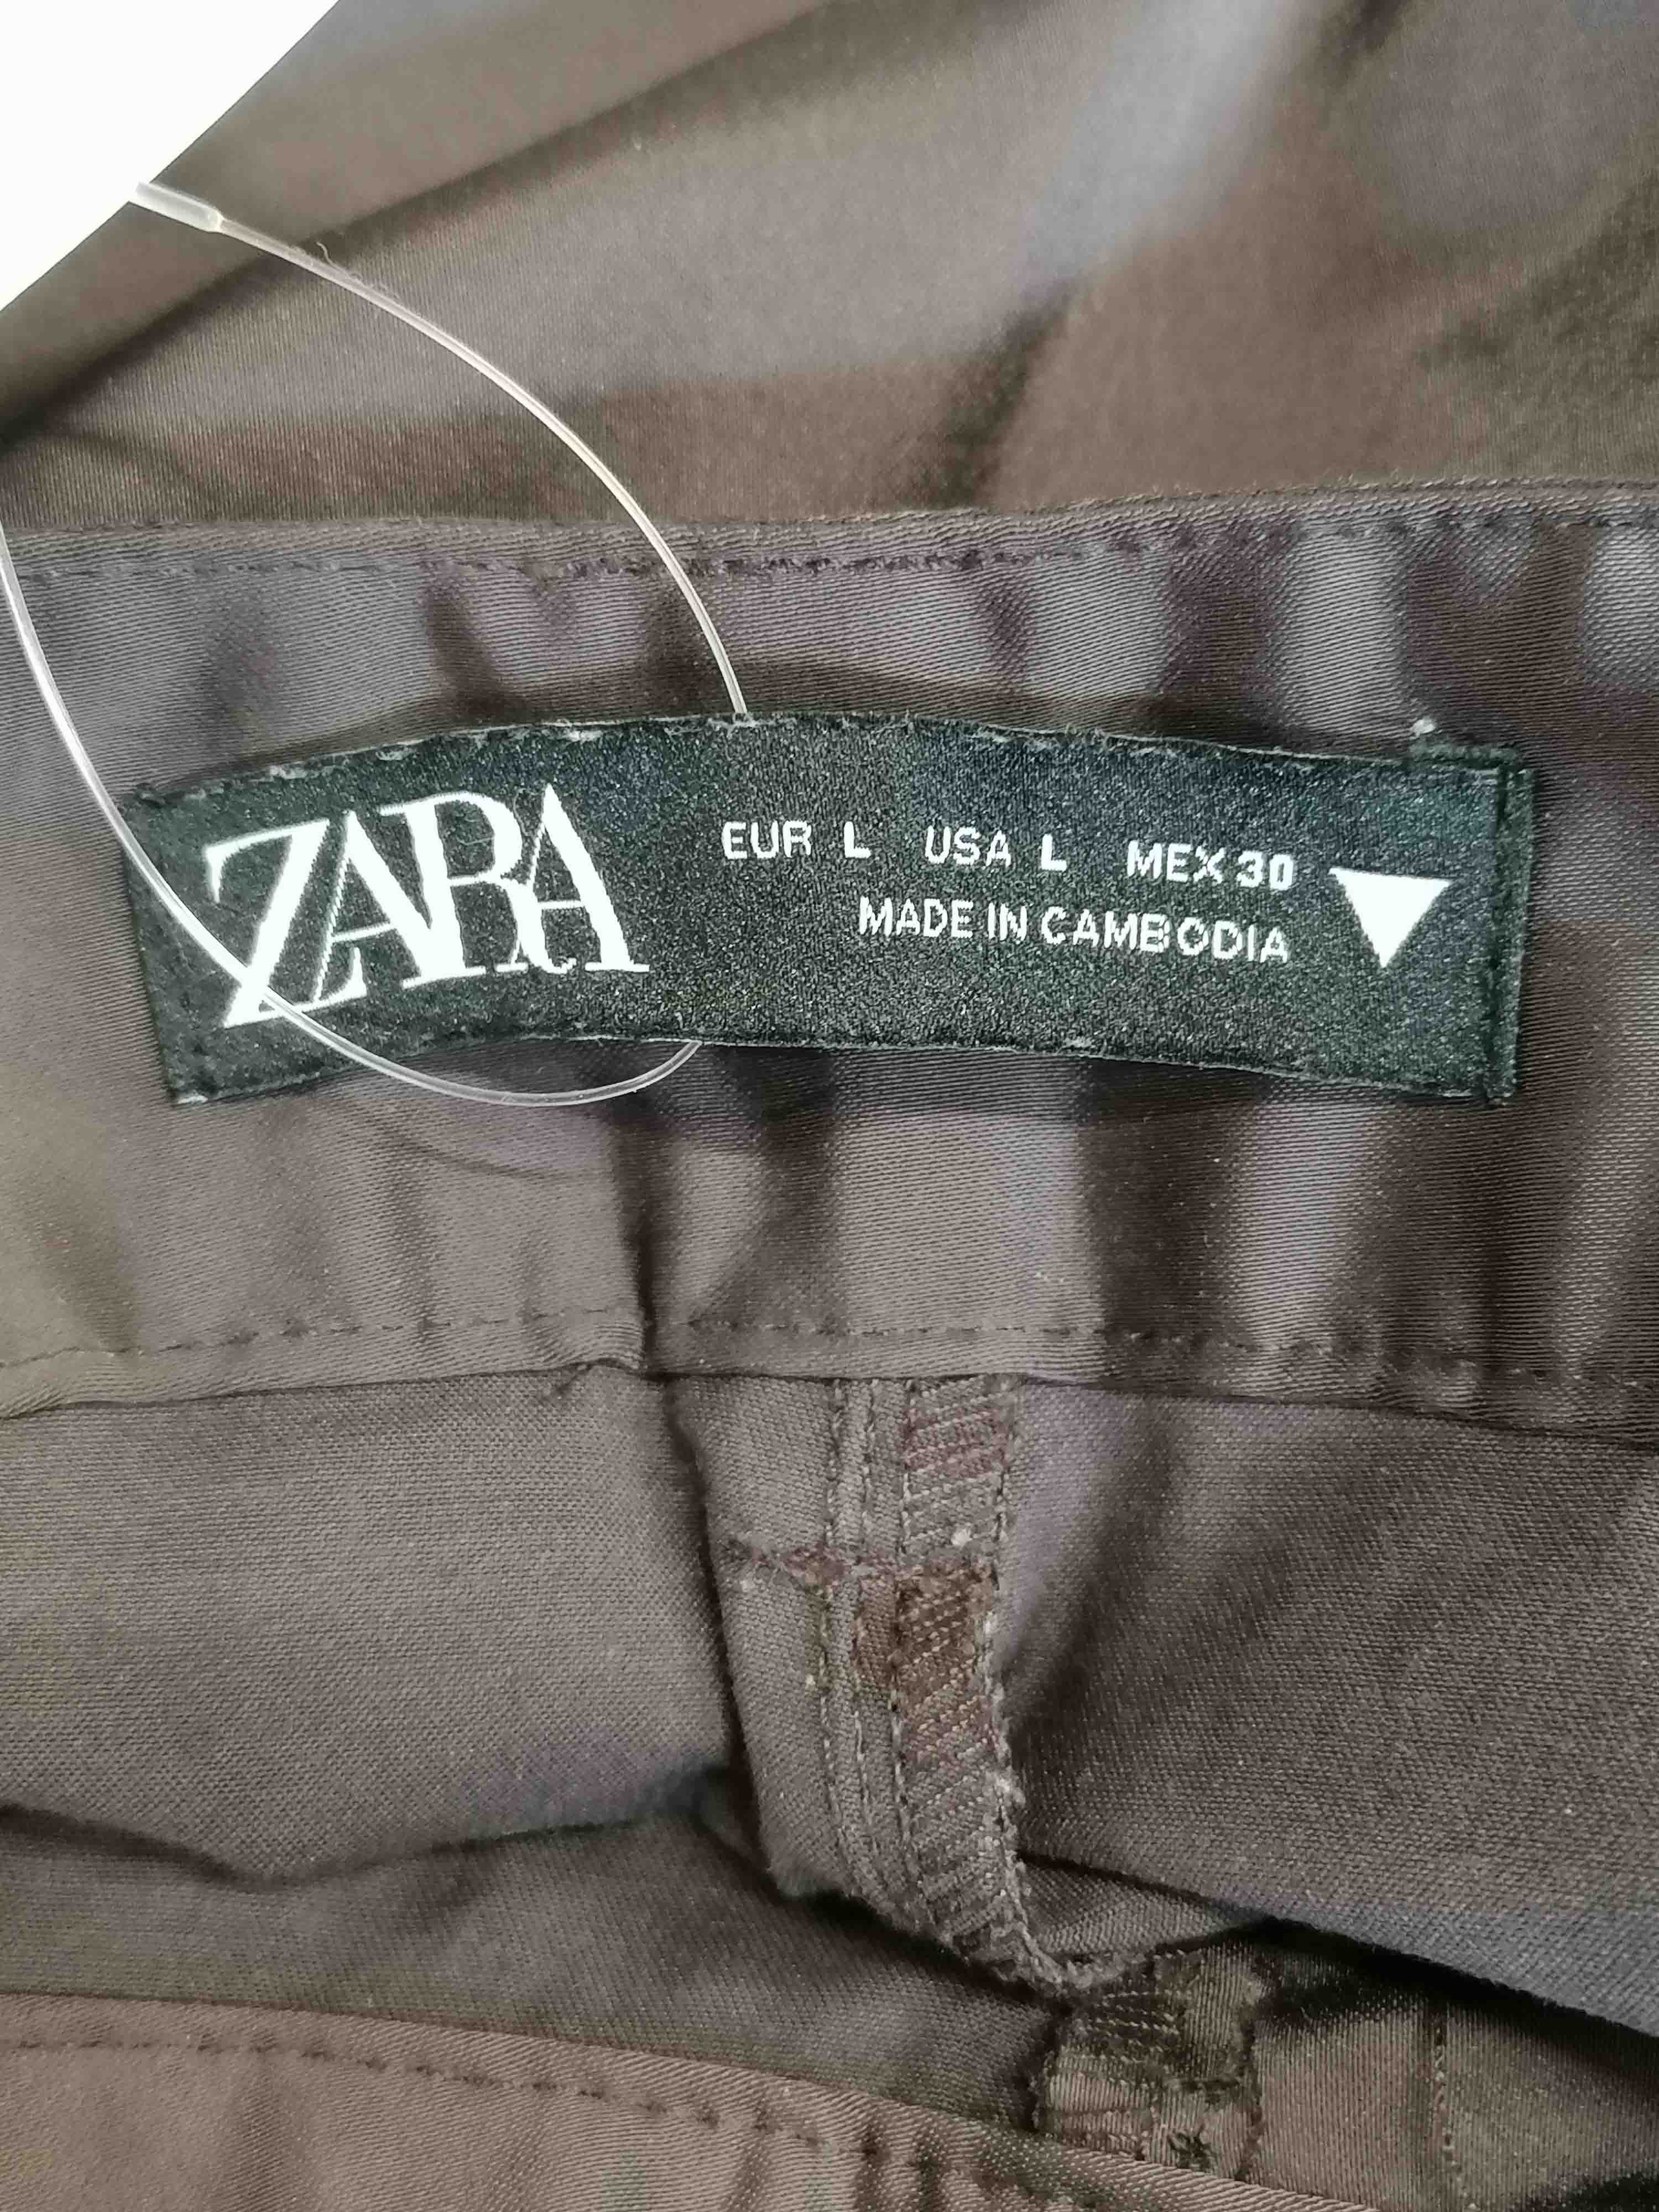 ZARA
EUR L USA L MEX 30
MADE IN CAMBODIA